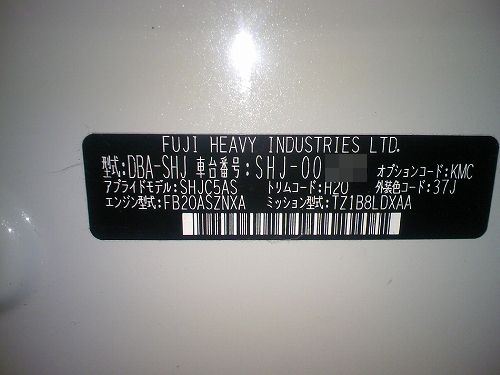 FUJI HEAVY INDUSTRIES LTD.
型式:DBA-SHJ 車台番号:SHJ-00 オプションコード:KMC
アプライドモデル:SHJC5AS トリムコード:H20 外装色コード:37J
エンジン型式:FB20ASZNXA ミッション型式:TZ1B8LDXAA